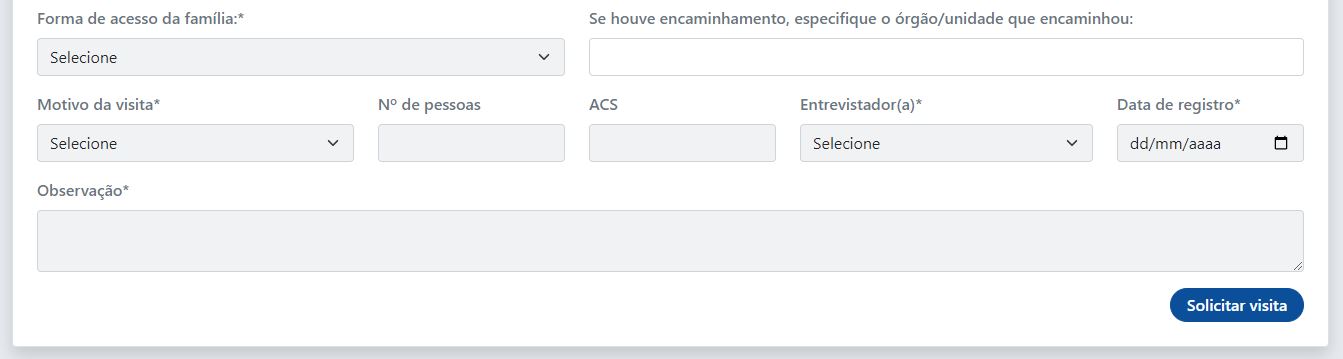 Forma de acesso da família:*
Se houve encaminhamento, especifique o órgão/unidade que encaminhou:
Selecione
Motivo da visita*
Nº de pessoas
ACS
Entrevistador(a)*
Data de registro*
Selecione
Selecione
dd/mm/aaaa
Observação*
Solicitar visita